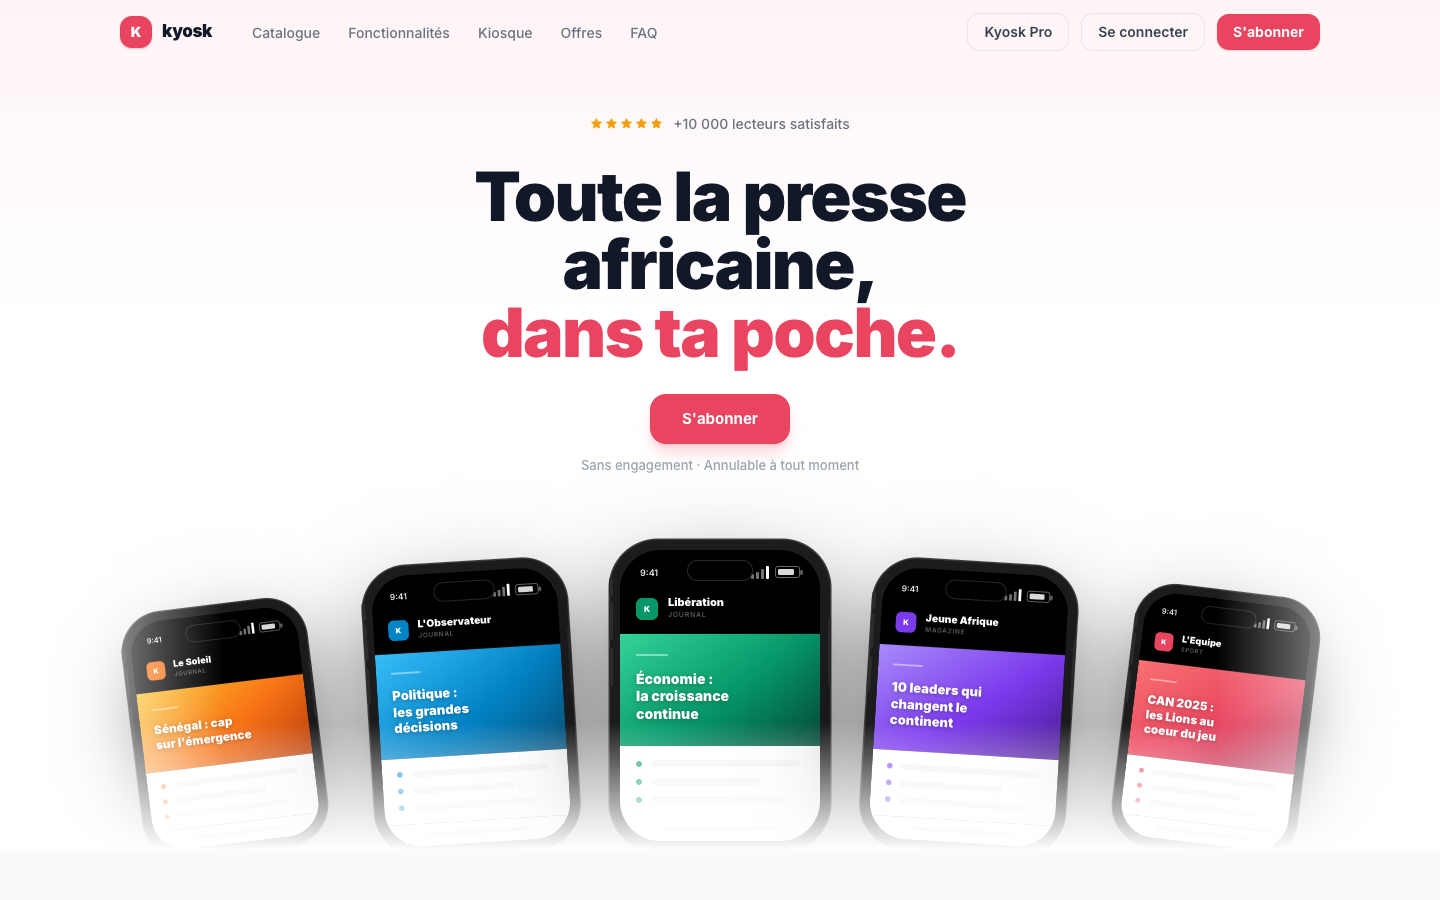 K kyosk Catalogue Fonctionnalités Kiosque Offres FAQ Kyosk Pro Se connecter S'abonner
+10 000 lecteurs satisfaits
Toute la presse
africaine,
dans ta poche.
S'abonner
Sans engagement · Annulable à tout moment
9:41
K Le Soleil
JOURNAL
Sénégal : cap
sur l'émergence
9:41
K L'Observateur
JOURNAL
Politique :
les grandes
décisions
9:41
K Libération
JOURNAL
Économie :
la croissance
continue
9:41
K Jeune Afrique
MAGAZINE
10 leaders qui
changent le
continent
9:41
K L'Equipe
SPORT
CAN 2025 :
les Lions au
coeur du jeu